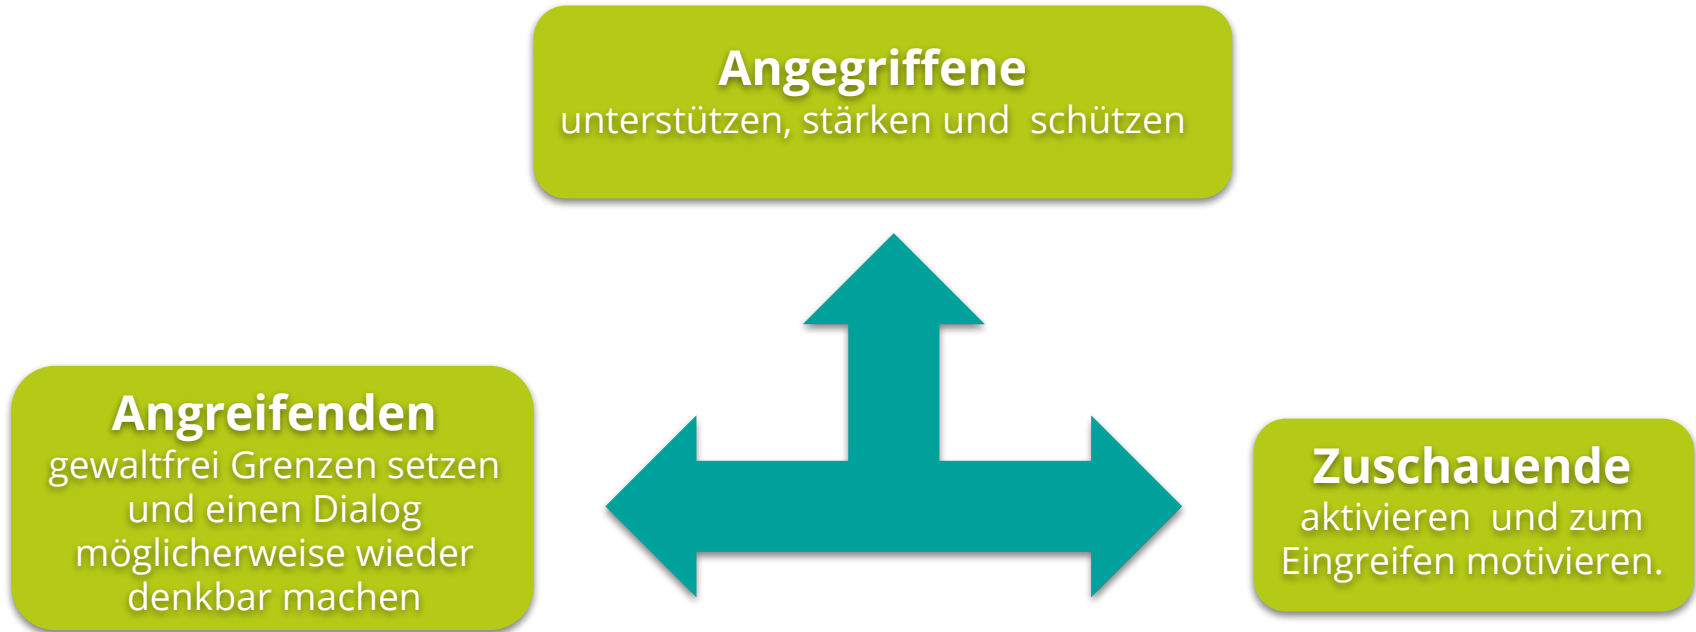 Angegriffene
unterstützen, stärken und  schützen
Angreifenden
gewaltfrei Grenzen setzen
und einen Dialog
möglicherweise wieder
denkbar machen
Zuschauende
aktivieren  und zum
Eingreifen motivieren.